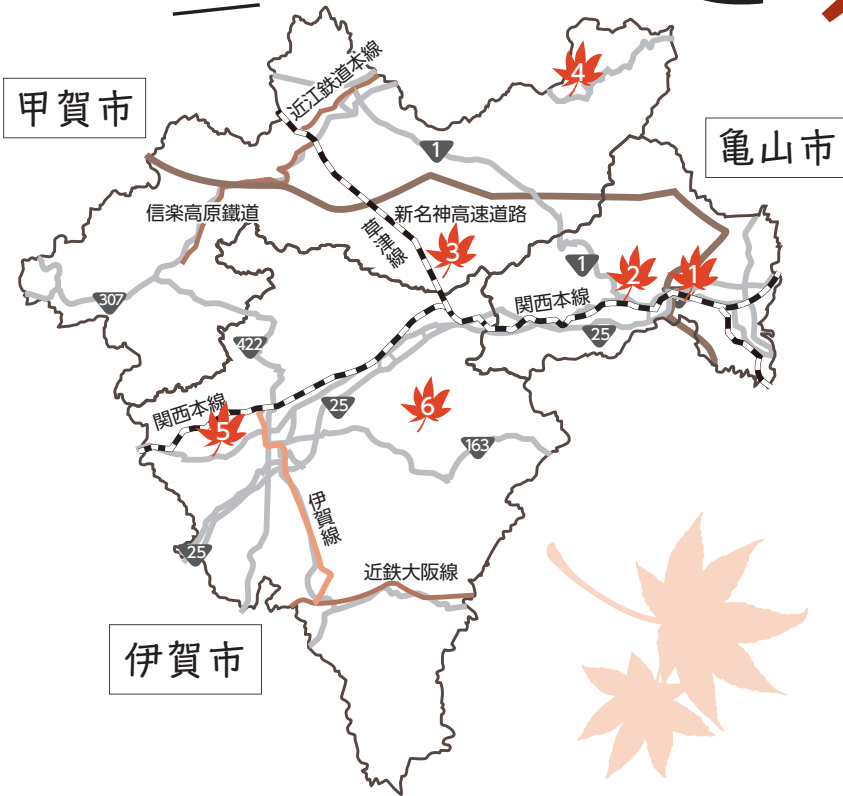 甲賀市
近江鉄道本線
4
1
亀山市
信楽高原鐵道
新名神高速道路
草津線
3
1
2
1
307
関西本線
25
422
関西本線
5
25
6
163
伊賀線
25
近鉄大阪線
伊賀市